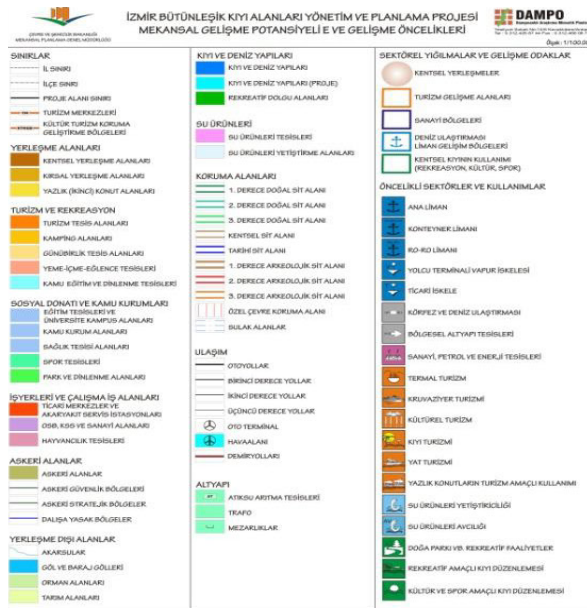 İZMİR BÜTÜNLEŞİK KIYI ALANLARI YÖNETİM VE PLANLAMA PROJESİ
MEKANSAL GELİŞME POTANSİYELİ E VE GELİŞME ÖNCELİKLERİ
ÇEVRE VE ŞEHİRCİLİK BAKANLIĞI
MEKANSAL PLANLAMA GENEL MÜDÜRLÜĞÜ
DAMPO
SINIRLAR
İL SINIRI
İLÇE SINIRI
PROJE ALANI SINIRI
TURİZM MERKEZLERİ
KÜLTÜR TURİZM KORUMA
GELİŞTİRME BÖLGELERİ
YERLEŞME ALANLARI
KENTSEL YERLEŞME ALANLARI
KIRSAL YERLEŞME ALANLARI
YAZLIK (İKİNCİ) KONUT ALANLARI
TURİZM VE REKREASYON
TURİZM TESİS ALANLARI
KAMPİNG ALANLARI
GÜNÜBİRLİK TESİS ALANLARI
YEME-İÇME-EĞLENCE TESİSLERİ
KAMU EĞİTİM VE DİNLENME TESİSLERİ
SOSYAL DONATI VE KAMU KURUMLARI
EĞİTİM TESİSLERİ VE
ÜNİVERSİTE KAMPUS ALANLARI
KAMU KURUM ALANLARI
SAĞLIK TESİSİ ALANLARI
SPOR TESİSLERİ
PARK VE DİNLENME ALANLARI
İŞYERLERİ VE ÇALIŞMA İŞ ALANLARI
TİCARİ MERKEZLER VE
AKARYAKIT SERVİS İSTASYONLARI
OSB, KSS VE SANAYİ ALANLARI
HAYVANCILIK TESİSLERİ
ASKERİ ALANLAR
ASKERİ ALANLAR
ASKERİ GÜVENLİK BÖLGELERİ
ASKERİ STRATEJİK BÖLGELER
DALIŞA YASAK BÖLGELER
YERLEŞME DIŞI ALANLAR
AKARSULAR
GÖL VE BARAJ GÖLLERİ
ORMAN ALANLARI
TARIM ALANLARI
KIYI VE DENİZ YAPILARI
KIYI VE DENİZ YAPILARI
KIYI VE DENİZ YAPILARI (PROJE)
REKREATİF DOLGU ALANLARI
SU ÜRÜNLERİ
SU ÜRÜNLERİ TESİSLERİ
SU ÜRÜNLERİ YETİŞTİRME ALANLARI
KORUMA ALANLARI
1. DERECE DOĞAL SİT ALANI
2. DERECE DOĞAL SİT ALANI
3. DERECE DOĞAL SİT ALANI
KENTSEL SİT ALANI
TARİHİ SİT ALANI
1. DERECE ARKEOLOJİK SİT ALANI
2. DERECE ARKEOLOJİK SİT ALANI
3. DERECE ARKEOLOJİK SİT ALANI
ÖZEL ÇEVRE KORUMA ALANI
SULAK ALANLAR
ULAŞIM
OTOYOLLAR
BİRİNCİ DERECE YOLLAR
İKİNCİ DERECE YOLLAR
ÜÇÜNCÜ DERECE YOLLAR
OTO TERMİNAL
HAVAALANI
DEMİRYOLLARI
ALTYAPI
ATIKSU ARITMA TESİSLERİ
TRAFO
MEZARLIKLAR
SEKTÖREL YIĞILMALAR VE GELİŞME ODAKLAR
KENTSEL YERLEŞMELER
TURİZM GELİŞME ALANLARI
SANAYİ BÖLGELERİ
DENİZ ULAŞTIRMASI
LİMAN GELİŞİM BÖLGELERİ
KENTSEL KIYININ KULLANIMI
(REKREASYON, KÜLTÜR, SPOR)
ÖNCELİKLİ SEKTÖRLER VE KULLANIMLAR
ANA LİMAN
KONTEYNER LİMANI
RO-RO LİMANI
YOLCU TERMİNALİ VAPUR İSKELESİ
TİCARİ İSKELE
KÖRFEZ VE DENİZ ULAŞTIRMASI
BÖLGESEL ALTYAPI TESİSLERİ
SANAYİ, PETROL VE ENERJİ TESİSLERİ
TERMAL TURİZM
KRUVAZİYER TURİZM
KÜLTÜREL TURİZM
KIYI TURİZMİ
YAT TURİZMİ
YAZLIK KONUTLARIN TURİZM AMAÇLI KULLANIMI
SU ÜRÜNLERİ YETİŞTİRİCİLİĞİ
SU ÜRÜNLERİ AVCILIĞI
DOĞA PARKI VB. REKREATİF FAALİYETLER
REKREATİF AMAÇLI KIYI DÜZENLEMESİ
KÜLTÜR VE SPOR AMAÇLI KIYI DÜZENLEMESİ